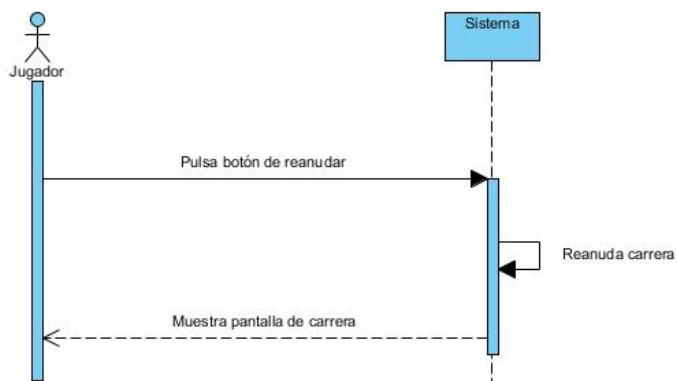 Sistema
Jugador
Pulsa botón de reanudar
Reanuda carrera
Muestra pantalla de carrera